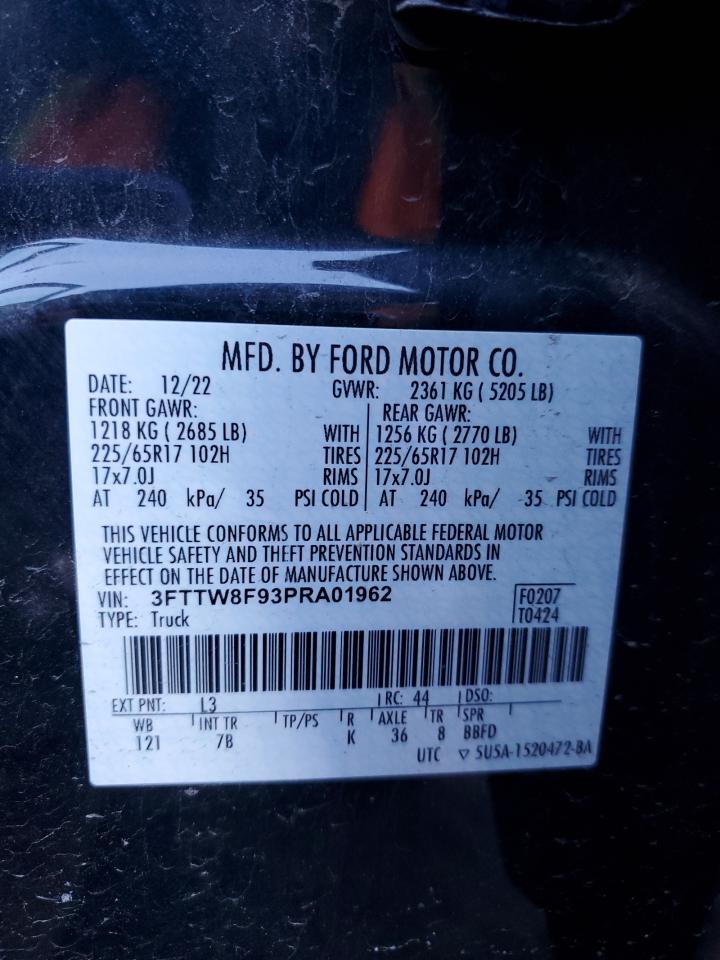 MFD. BY FORD MOTOR CO.
DATE: 12/22 GVWR: 2361 KG ( 5205 LB)
FRONT GAWR: REAR GAWR:
1218 KG ( 2685 LB) WITH 1256 KG ( 2770 LB) WITH
225/65R17 102H TIRES 225/65R17 102H TIRES
17x7.0J RIMS 17x7.0J RIMS
AT 240 kPa/ 35 PSI COLD AT 240 kPa/ 35 PSI COLD
THIS VEHICLE CONFORMS TO ALL APPLICABLE FEDERAL MOTOR
VEHICLE SAFETY AND THEFT PREVENTION STANDARDS IN
EFFECT ON THE DATE OF MANUFACTURE SHOWN ABOVE.
VIN: 3FTTW8F93PRA01962 F0207
TYPE: Truck T0424
EXT PNT: L3 RC: 44 DSO:
WB INT TR TP/PS R AXLE TR SPR
121 7B K 36 8 BBFD
UTC ▽ 5U5A-1520472-BA